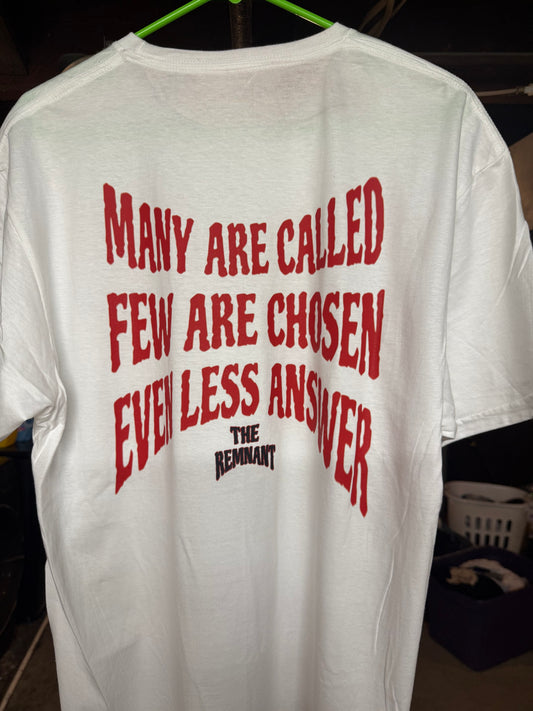 MANY ARE CALLED
FEW ARE CHOSEN
EVEN LESS ANSWER
THE
REMNANT